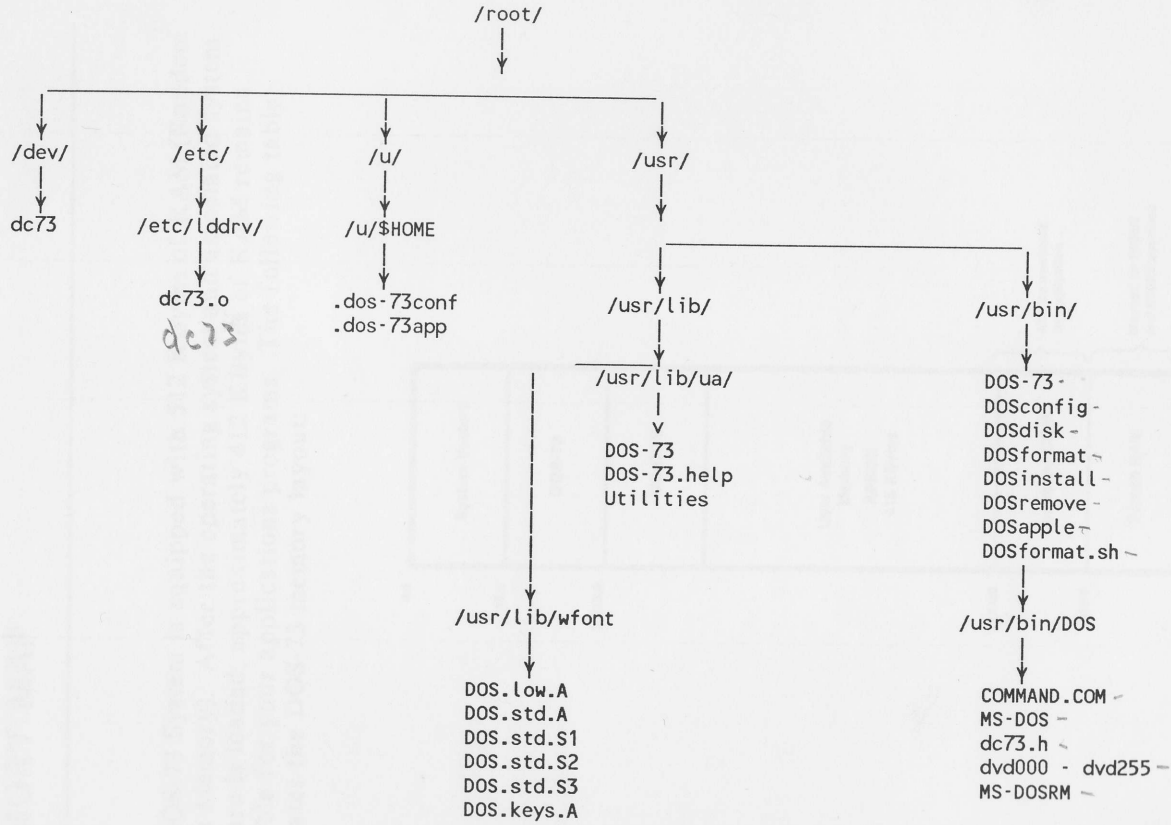 /root/
/dev/
/etc/
/u/
/usr/
dc73
/etc/lddrv/
/u/$HOME
dc73.o
dc73
.dos-73conf
.dos-73app
/usr/lib/
/usr/bin/
/usr/lib/ua/
DOS-73
DOS-73.help
Utilities
DOS-73
DOSconfig
DOSdisk
DOSformat
DOSinstall
DOSremove
DOSapple
DOSformat.sh
/usr/lib/wfont
/usr/bin/DOS
DOS.low.A
DOS.std.A
DOS.std.S1
DOS.std.S2
DOS.std.S3
DOS.keys.A
COMMAND.COM
MS-DOS
dc73.h
dvd000 - dvd255
MS-DOSRM